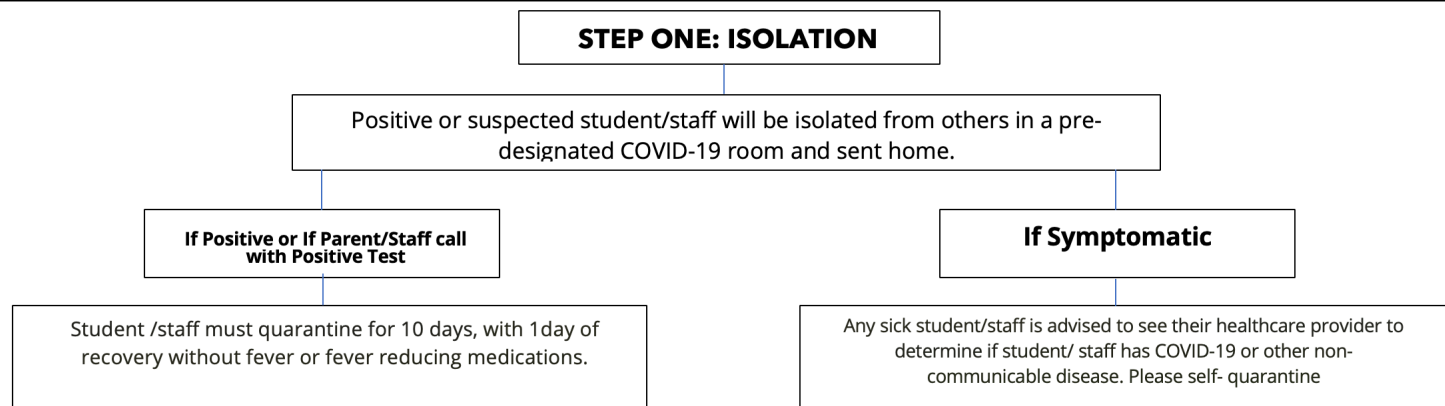 STEP ONE: ISOLATION
Positive or suspected student/staff will be isolated from others in a pre-
designated COVID-19 room and sent home.
If Positive or If Parent/Staff call
with Positive Test
Student /staff must quarantine for 10 days, with 1day of
recovery without fever or fever reducing medications.
If Symptomatic
Any sick student/staff is advised to see their healthcare provider to
determine if student/ staff has COVID-19 or other non-
communicable disease. Please self- quarantine